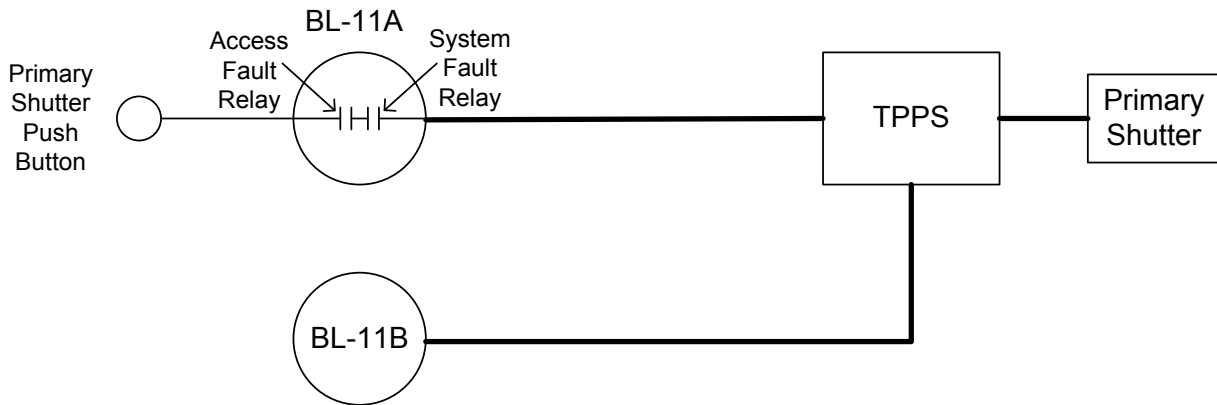 BL-11A
Access
Fault
Relay
System
Fault
Relay
Primary
Shutter
Push
Button
TPPS
Primary
Shutter
BL-11B